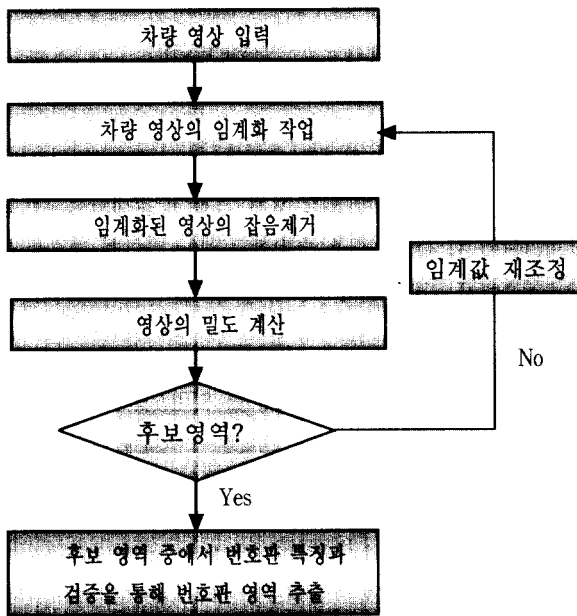 차량 영상 입력
차량 영상의 임계화 작업
임계화된 영상의 잡음제거
임계값 재조정
영상의 밀도 계산
No
후보영역?
Yes
후보 영역 중에서 번호판 특징과
검증을 통해 번호판 영역 추출